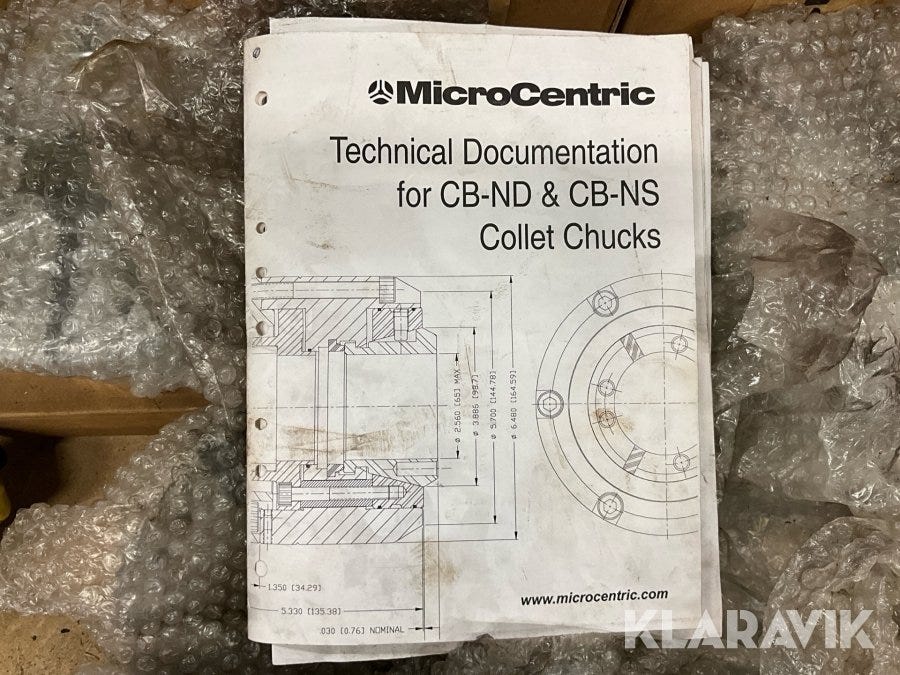 MicroCentric
Technical Documentation
for CB-ND & CB-NS
Collet Chucks
ø 2.560 [65] MAX
ø 3.886 [98.7]
ø 5.700 [144.78]
ø 6.480 [164.59]
1.350 [34.29]
5.330 [135.38]
.030 [0.76] NOMINAL
www.microcentric.com
KLARAVIK